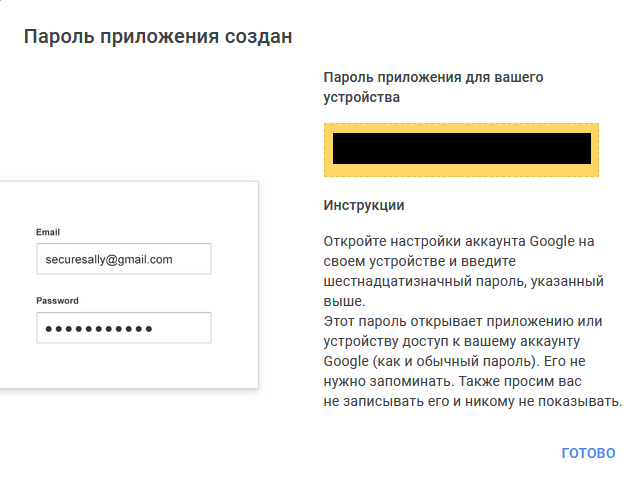 Пароль приложения создан
Пароль приложения для вашего
устройства
Email
securesally@gmail.com
Password
Инструкции
Откройте настройки аккаунта Google на
своем устройстве и введите
шестнадцатизначный пароль, указанный
выше.
Этот пароль открывает приложению или
устройству доступ к вашему аккаунту
Google (как и обычный пароль). Его не
нужно запоминать. Также просим вас
не записывать его и никому не показывать.
ГОТОВО